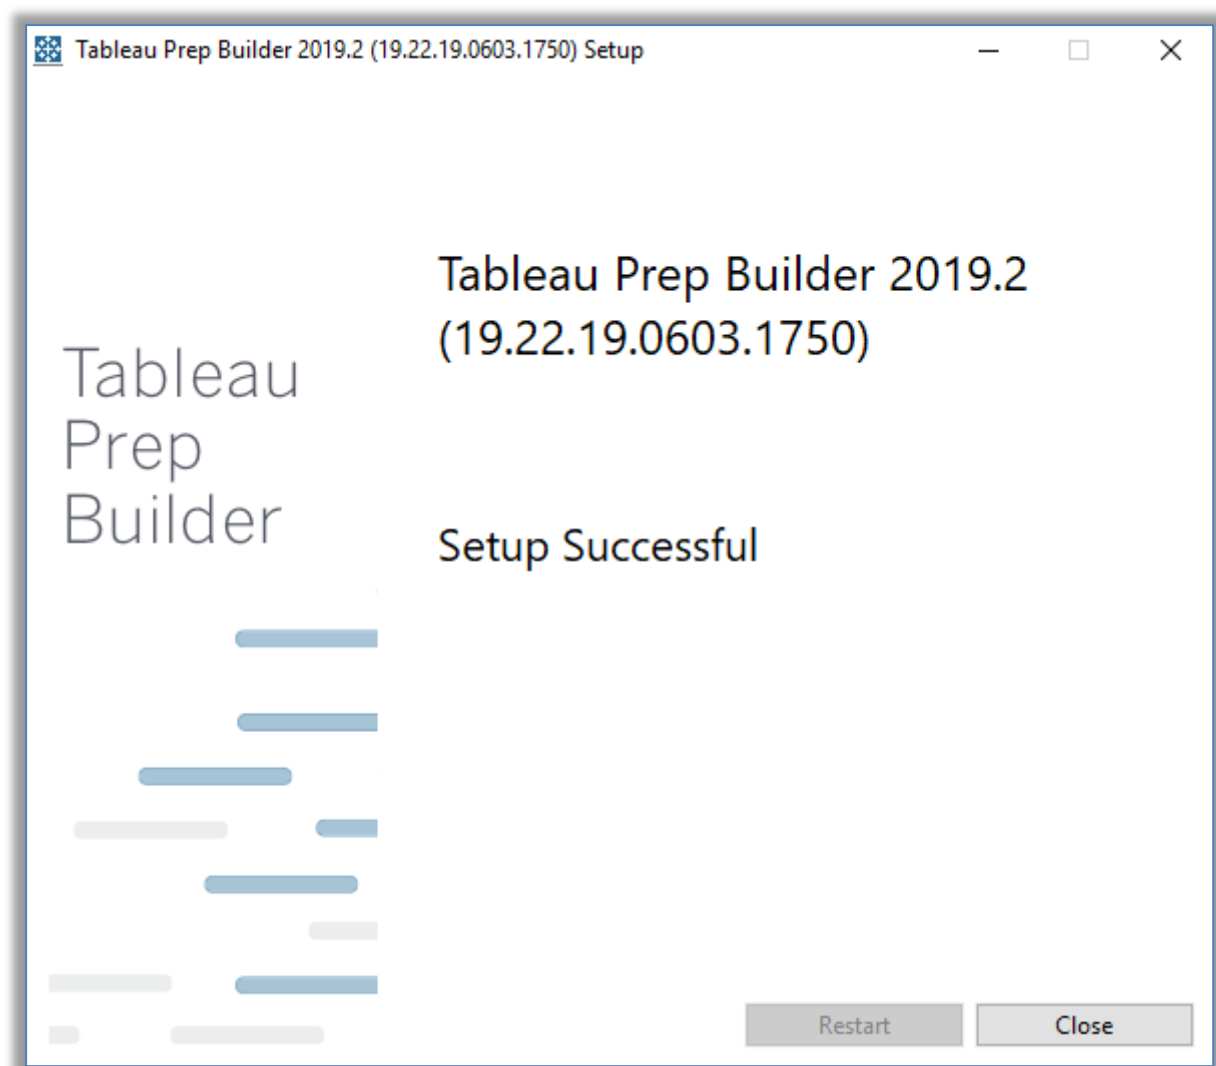 Tableau Prep Builder 2019.2 (19.22.19.0603.1750) Setup
Tableau Prep Builder 2019.2
(19.22.19.0603.1750)
Tableau
Prep
Builder
Setup Successful
Restart
Close